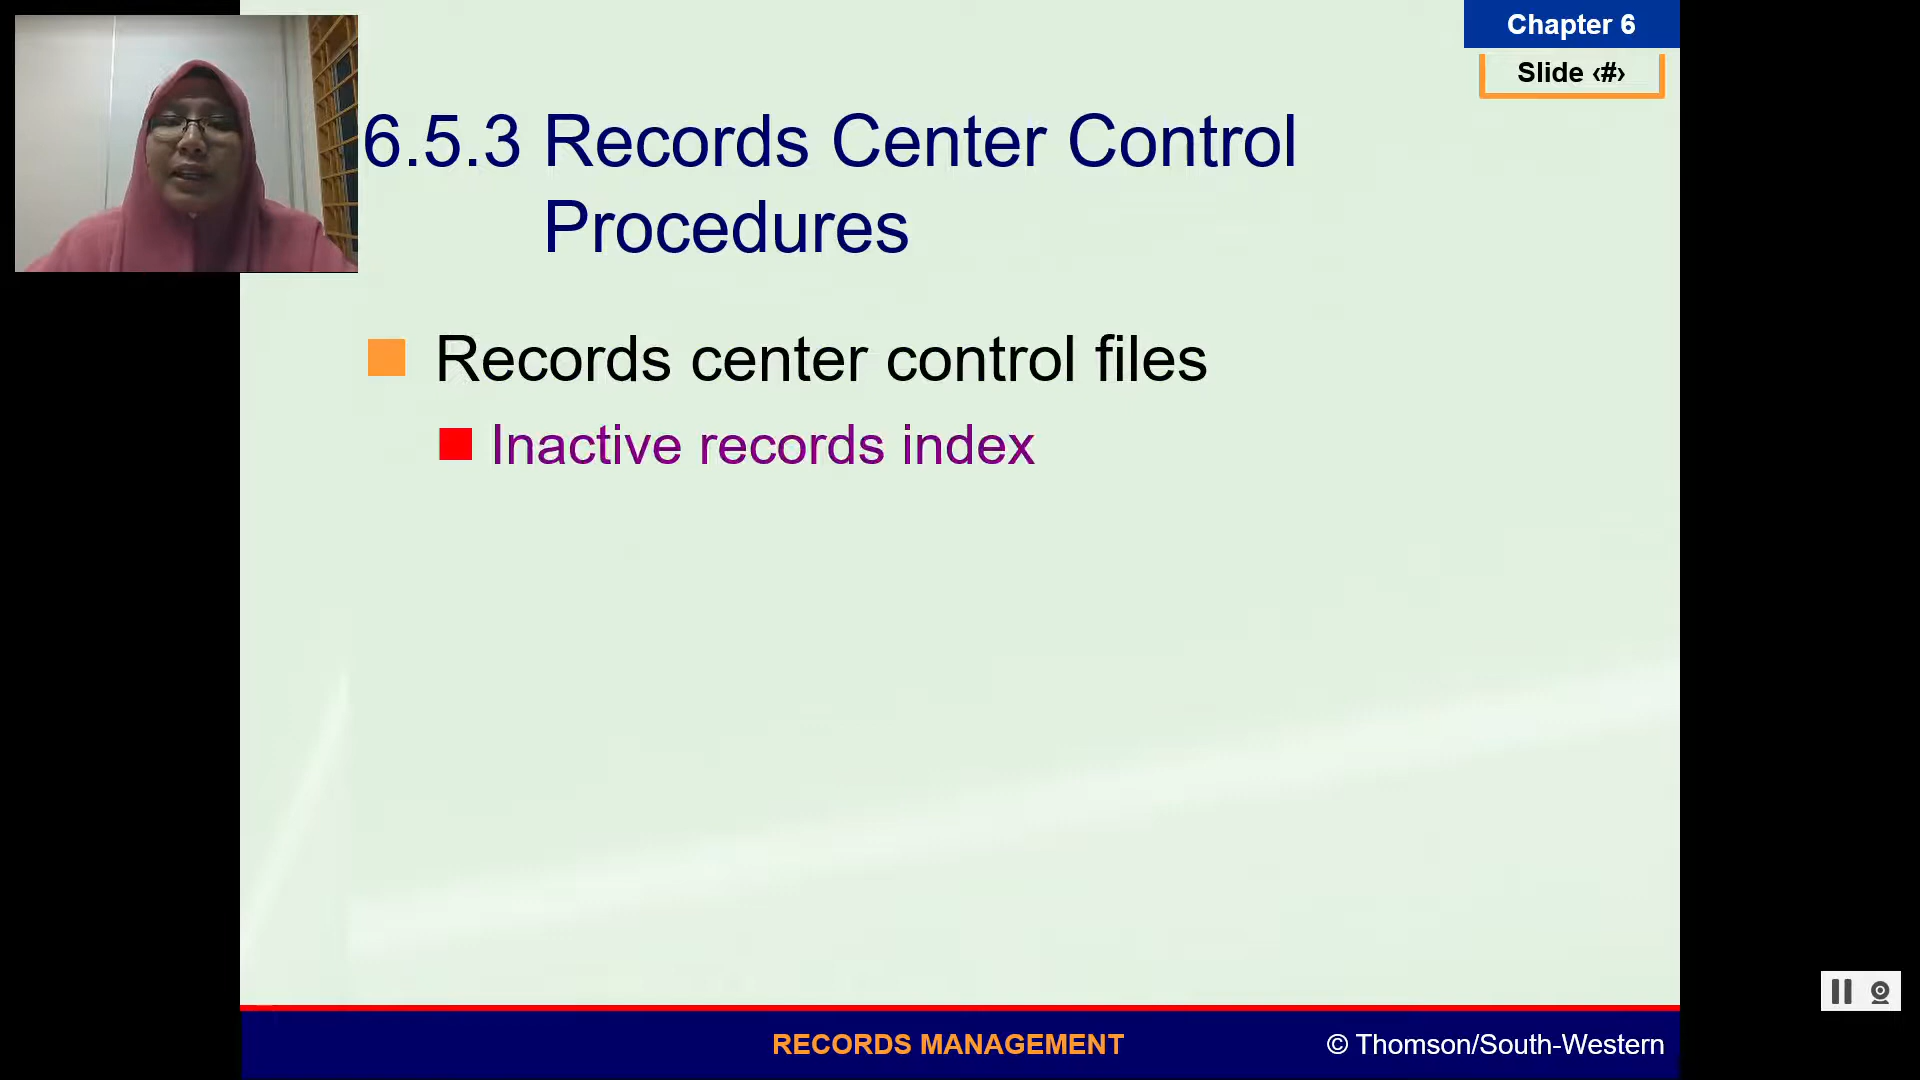 Chapter 6
Slide ‹#›
6.5.3 Records Center Control
Procedures
Records center control files
Inactive records index
RECORDS MANAGEMENT
© Thomson/South-Western